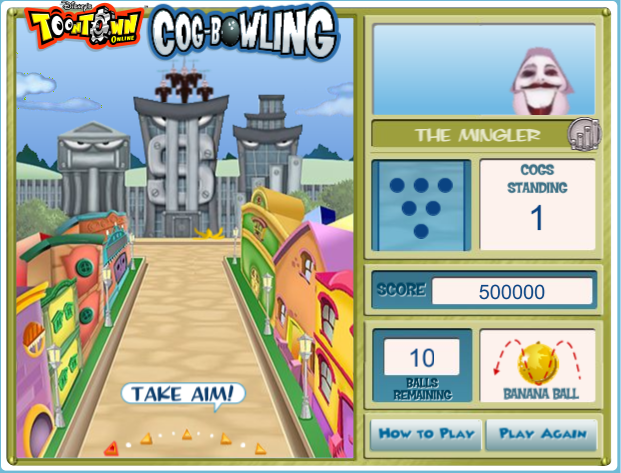 Disney's
TOONTOWN
ONLINE
COG-BOWLING
THE MINGLER
COGS
STANDING
1
SCORE 500000
10
BALLS
REMAINING
BANANA BALL
TAKE AIM!
HOW TO PLAY PLAY AGAIN